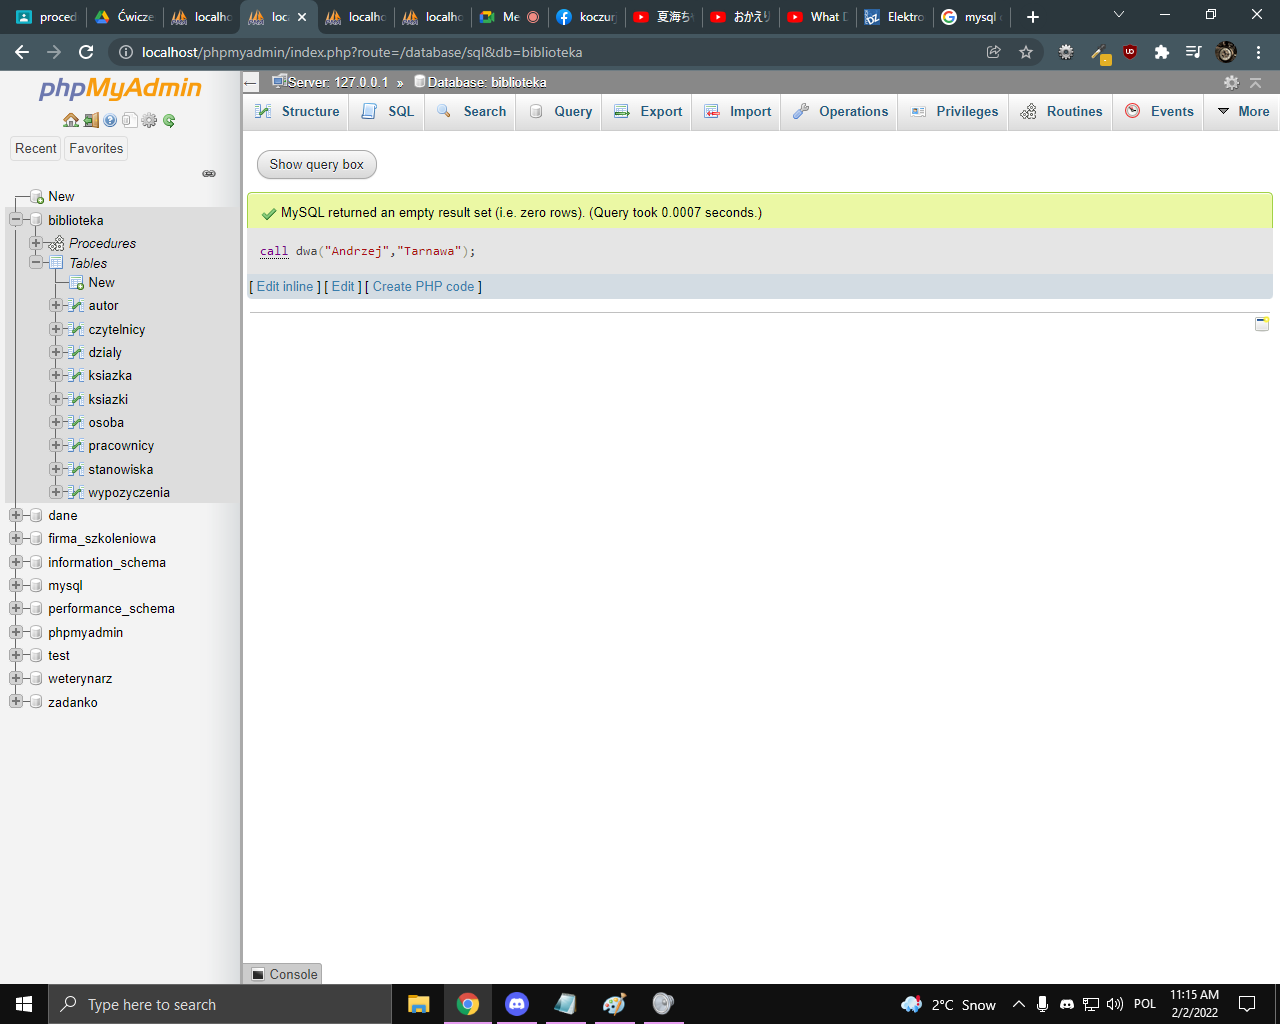 proced
Ćwicze
localho
loca
localho
localho
Me
koczur
夏海ち
おかえり
What D
Elektro
mysql
localhost/phpmyadmin/index.php?route=/database/sql&db=biblioteka
phpMyAdmin
Recent Favorites
New
biblioteka
Procedures
Tables
New
autor
czytelnicy
dzialy
ksiazka
ksiazki
osoba
pracownicy
stanowiska
wypozyczenia
dane
firma_szkoleniowa
information_schema
mysql
performance_schema
phpmyadmin
test
weterynarz
zadanko
Server: 127.0.0.1 » Database: biblioteka
Structure SQL Search Query Export Import Operations Privileges Routines Events More
Show query box
MySQL returned an empty result set (i.e. zero rows). (Query took 0.0007 seconds.)
call dwa("Andrzej","Tarnawa");
[ Edit inline ] [ Edit ] [ Create PHP code ]
Console
Type here to search
2°C Snow
POL
11:15 AM
2/2/2022